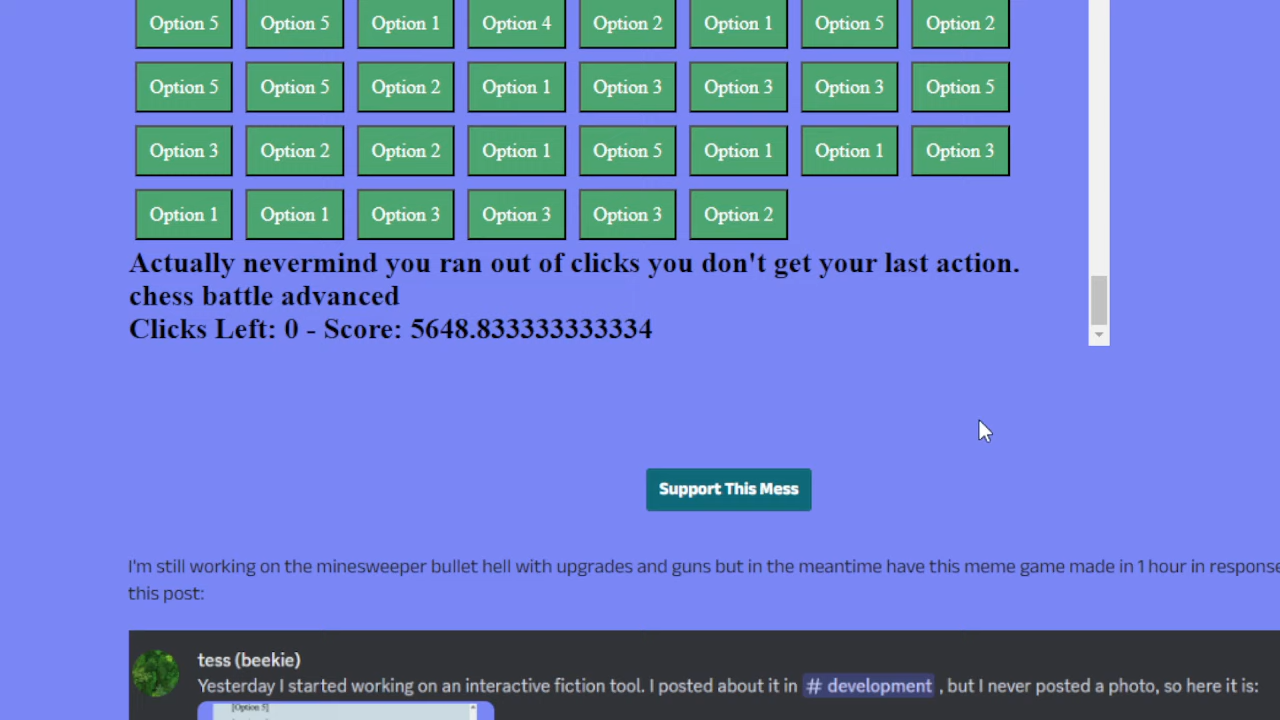 Option 5 Option 5 Option 1 Option 4 Option 2 Option 1 Option 5 Option 2
Option 5 Option 5 Option 2 Option 1 Option 3 Option 3 Option 3 Option 5
Option 3 Option 2 Option 2 Option 1 Option 5 Option 1 Option 1 Option 3
Option 1 Option 1 Option 3 Option 3 Option 3 Option 2
Actually nevermind you ran out of clicks you don't get your last action.
chess battle advanced
Clicks Left: 0 - Score: 5648.833333333334
Support This Mess
I'm still working on the minesweeper bullet hell with upgrades and guns but in the meantime have this meme game made in 1 hour in response
this post:
tess (beekie)
Yesterday I started working on an interactive fiction tool. I posted about it in # development , but I never posted a photo, so here it is:
[Option 5]